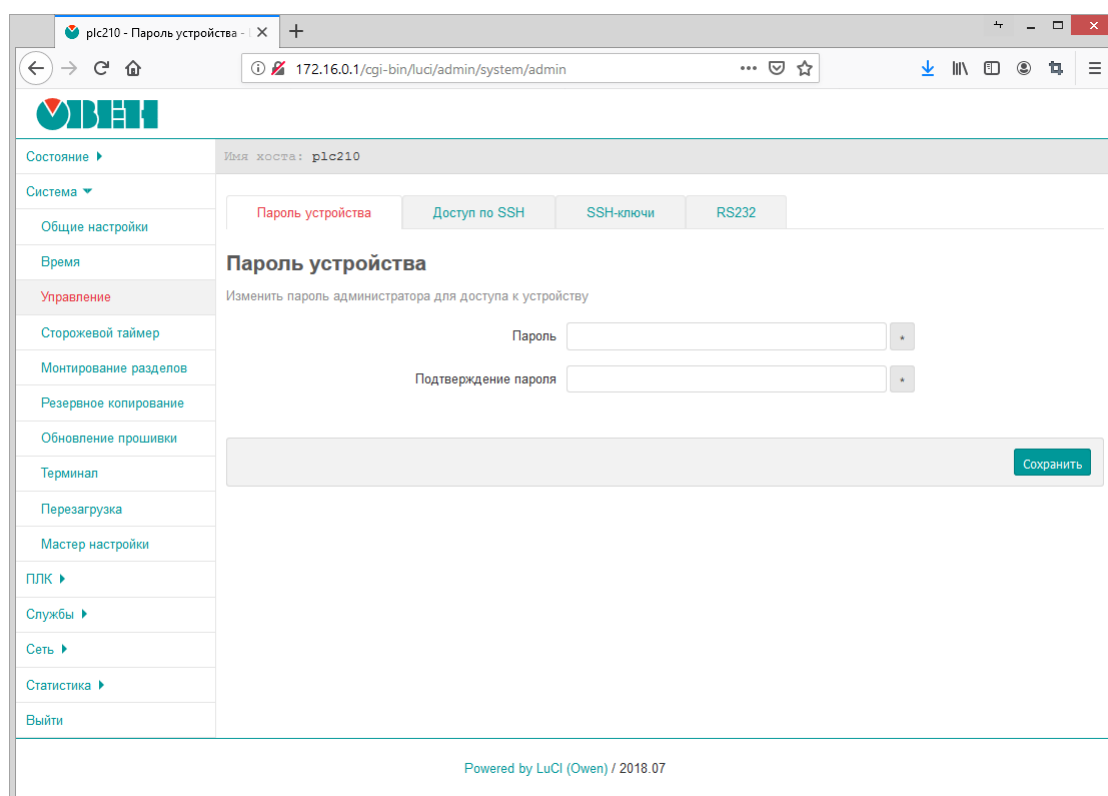 plc210 - Пароль устройства -
172.16.0.1/cgi-bin/luci/admin/system/admin
ОВЕН
Состояние
Имя хоста: plc210
Система
Общие настройки
Время
Управление
Сторожевой таймер
Монтирование разделов
Резервное копирование
Обновление прошивки
Терминал
Перезагрузка
Мастер настройки
ПЛК
Службы
Сеть
Статистика
Выйти
Пароль устройства
Доступ по SSH
SSH-ключи
RS232
Пароль устройства
Изменить пароль администратора для доступа к устройству
Пароль
*
Подтверждение пароля
*
Сохранить
Powered by LuCI (Owen) / 2018.07